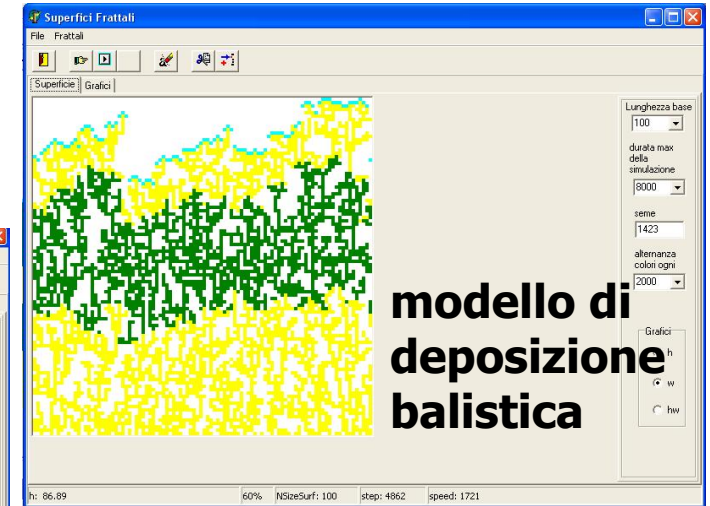 Superfici Frattali
File Frattali
Superficie Grafici
Lunghezza base
100
durata max
della
simulazione
8000
seme
1423
alternanza
colori ogni
2000
Grafici
h
w
hw
modello di
deposizione
balistica
h: 86.89 60% NSizeSurf: 100 step: 4862 speed: 1721